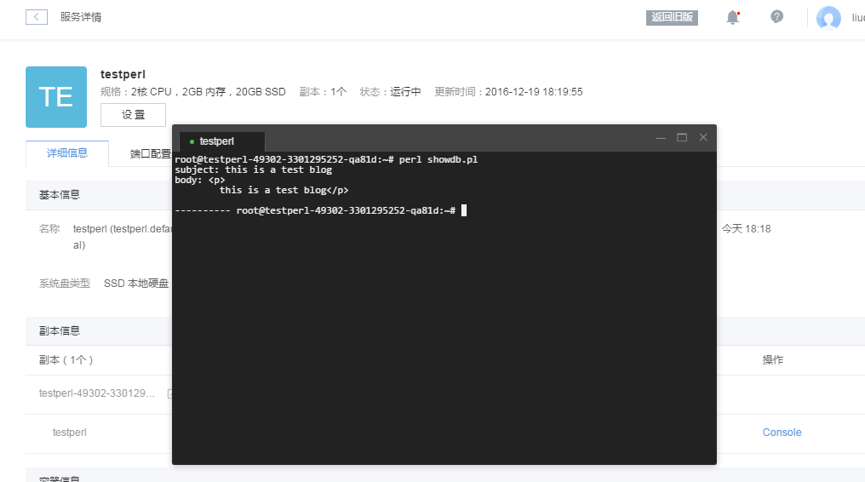 服务详情
返回旧版
TE
testperl
规格：2核 CPU，2GB 内存，20GB SSD 副本：1个 状态：运行中 更新时间：2016-12-19 18:19:55
设 置
详细信息 端口配置
testperl
root@testperl-49302-3301295252-qa81d:~# perl showdb.pl
subject: this is a test blog
body: <p>
this is a test blog</p>
---------- root@testperl-49302-3301295252-qa81d:~#
基本信息
名称 testperl (testperl.defau
al)
今天 18:18
系统盘类型 SSD 本地硬盘
副本信息
副本（1个） 操作
testperl-49302-330129...
testperl Console
容器信息